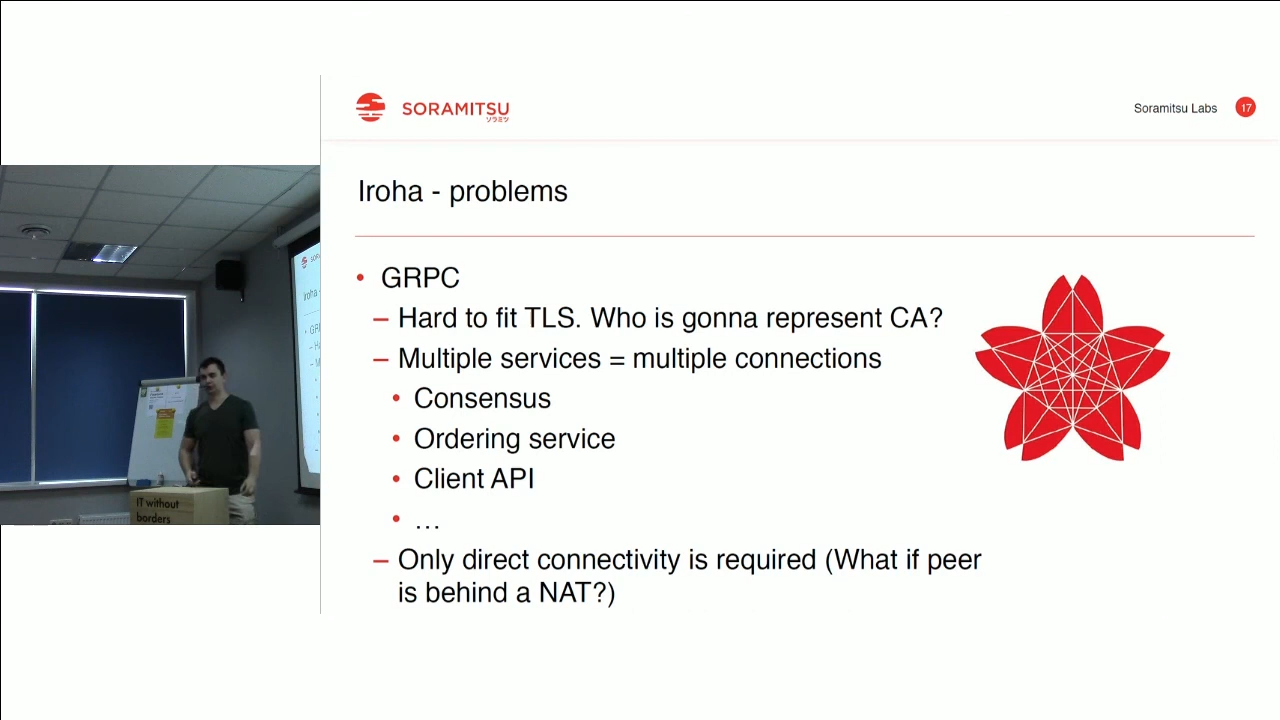 SORAMITSU
ソラミツ
Soramitsu Labs
17
Iroha - problems
• GRPC
– Hard to fit TLS. Who is gonna represent CA?
– Multiple services = multiple connections
• Consensus
• Ordering service
• Client API
• …
– Only direct connectivity is required (What if peer
is behind a NAT?)
IT without
borders